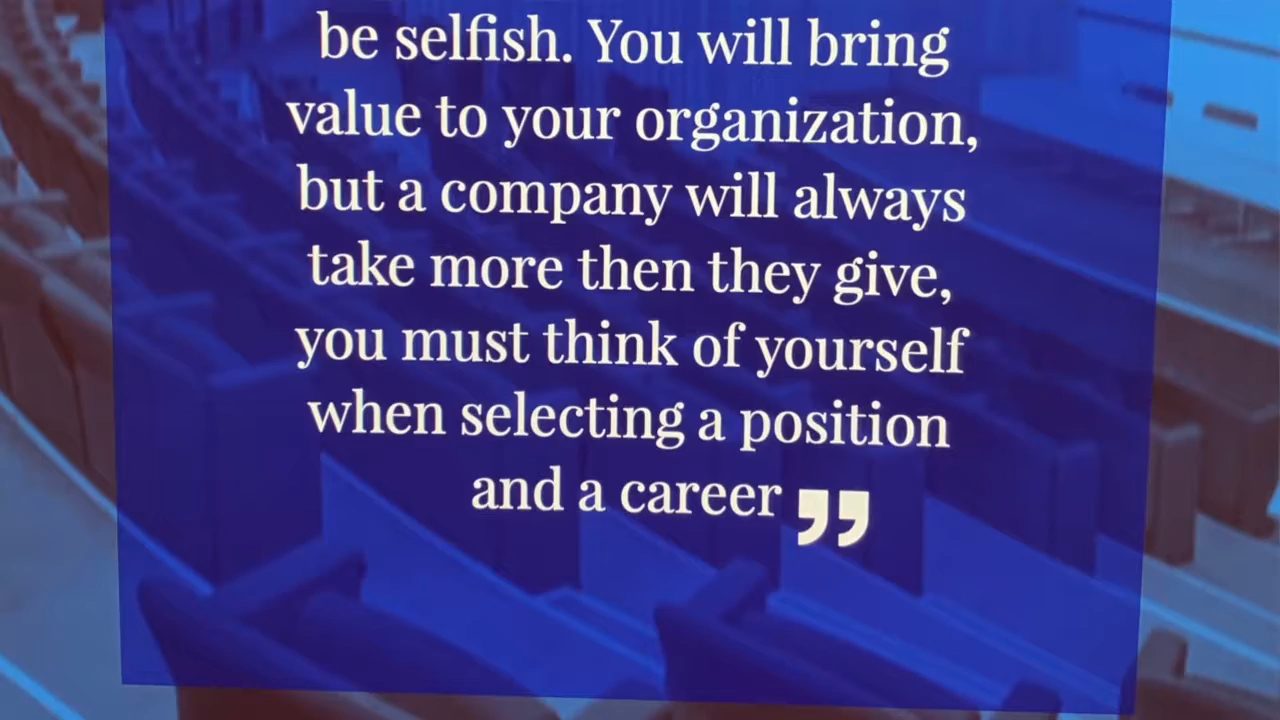 be selfish. You will bring
value to your organization,
but a company will always
take more then they give,
you must think of yourself
when selecting a position
and a career ”